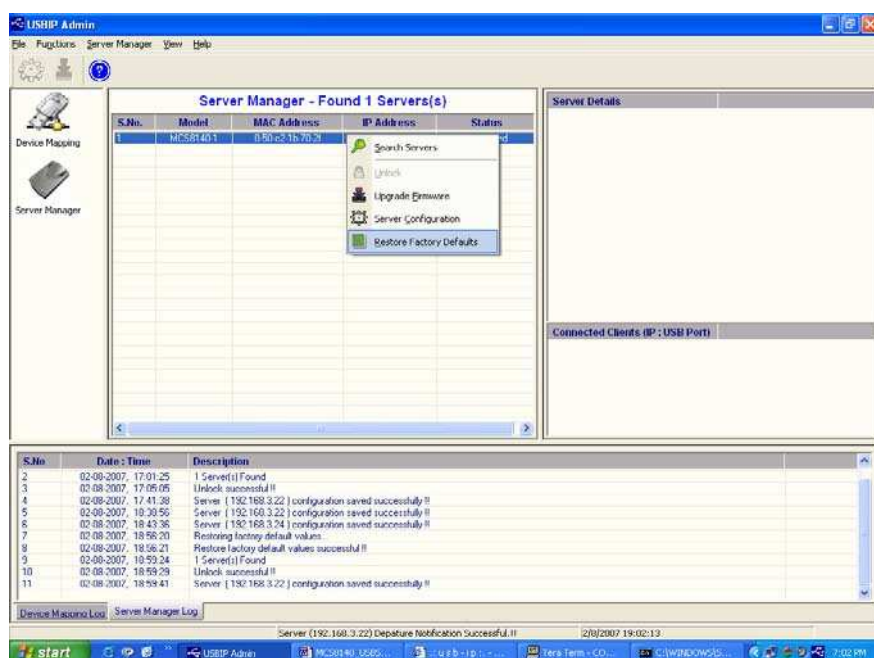 USBIP Admin
File Functions Server Manager View Help
Device Mapping
Server Manager
Server Manager - Found 1 Servers(s)
S.No. Model MAC Address IP Address Status
1 MCS8140-1 0-50-c2-1b-70-2f
Search Servers
Unlock
Upgrade Firmware
Server Configuration
Restore Factory Defaults
Server Details
Connected Clients (IP : USB Port)
S.No Date : Time Description
2 02-08-2007, 17:01:25 1 Server(s) Found
3 02-08-2007, 17:05:05 Unlock successful !!
4 02-08-2007, 17:41:38 Server ( 192.168.3.22 ) configuration saved successfully !!
5 02-08-2007, 18:38:56 Server ( 192.168.3.22 ) configuration saved successfully !!
6 02-08-2007, 18:43:36 Server ( 192.168.3.24 ) configuration saved successfully !!
7 02-08-2007, 18:56:20 Restoring factory default values...
8 02-08-2007, 18:56:21 Restore factory default values successful !!
9 02-08-2007, 18:59:24 1 Server(s) Found
10 02-08-2007, 18:59:29 Unlock successful !!
11 02-08-2007, 18:59:41 Server ( 192.168.3.22 ) configuration saved successfully !!
Device Mapping Log Server Manager Log
Server (192.168.3.22) Depature Notification Successful. !! 2/8/2007 19:02:13
start USBIP Admin MCS8140_USBS... Tera Term - CO... C:\WINDOWS\S... 7:02 PM